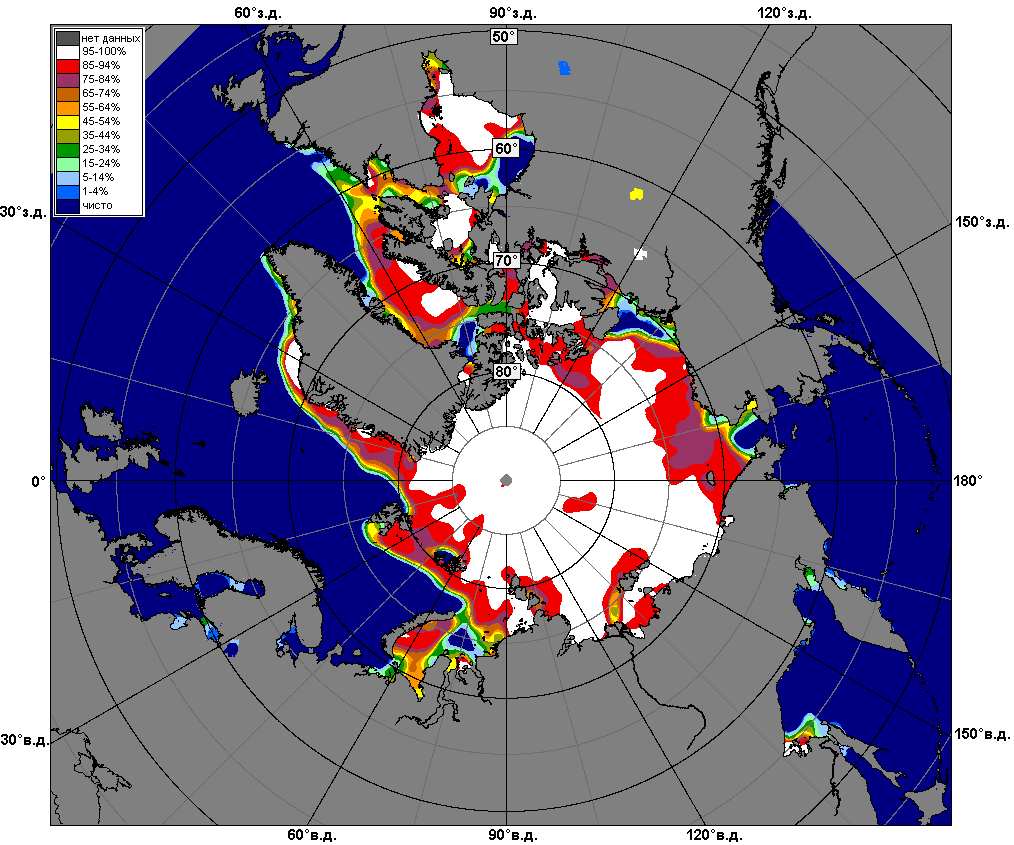 60°з.д.
90°з.д.
120°з.д.
50°
нет данных
95-100%
85-94%
75-84%
65-74%
55-64%
45-54%
35-44%
25-34%
15-24%
5-14%
1-4%
чисто
60°
30°з.д.
150°з.д.
70°
80°
0°
180°
30°в.д.
150°в.д.
60°в.д.
90°в.д.
120°в.д.